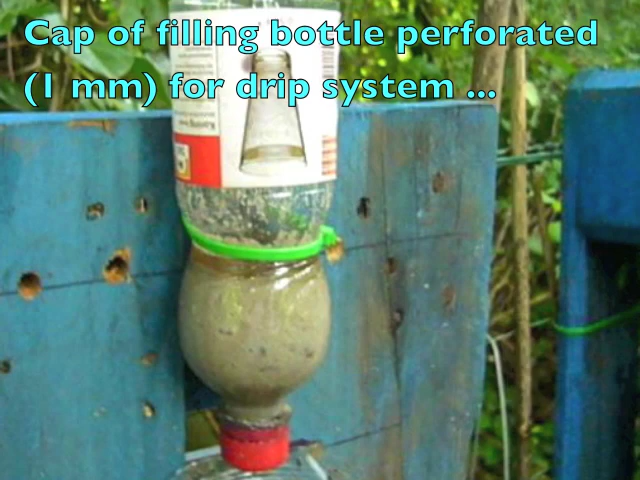 Cap of filling bottle perforated
(1 mm) for drip system ...